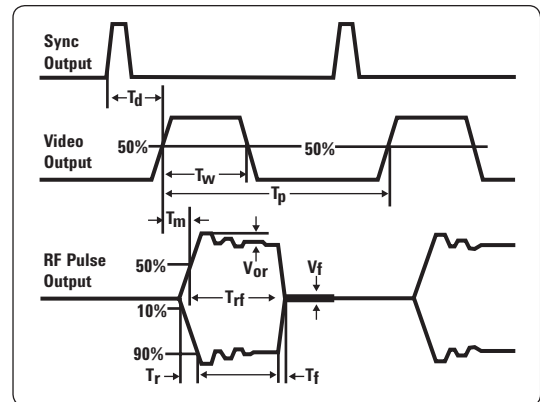 Sync
Output
Td
Video
Output
50%
50%
Tw
Tp
Tm
RF Pulse
Output
50%
Vor
Vf
Trf
10%
90%
Tr
Tf